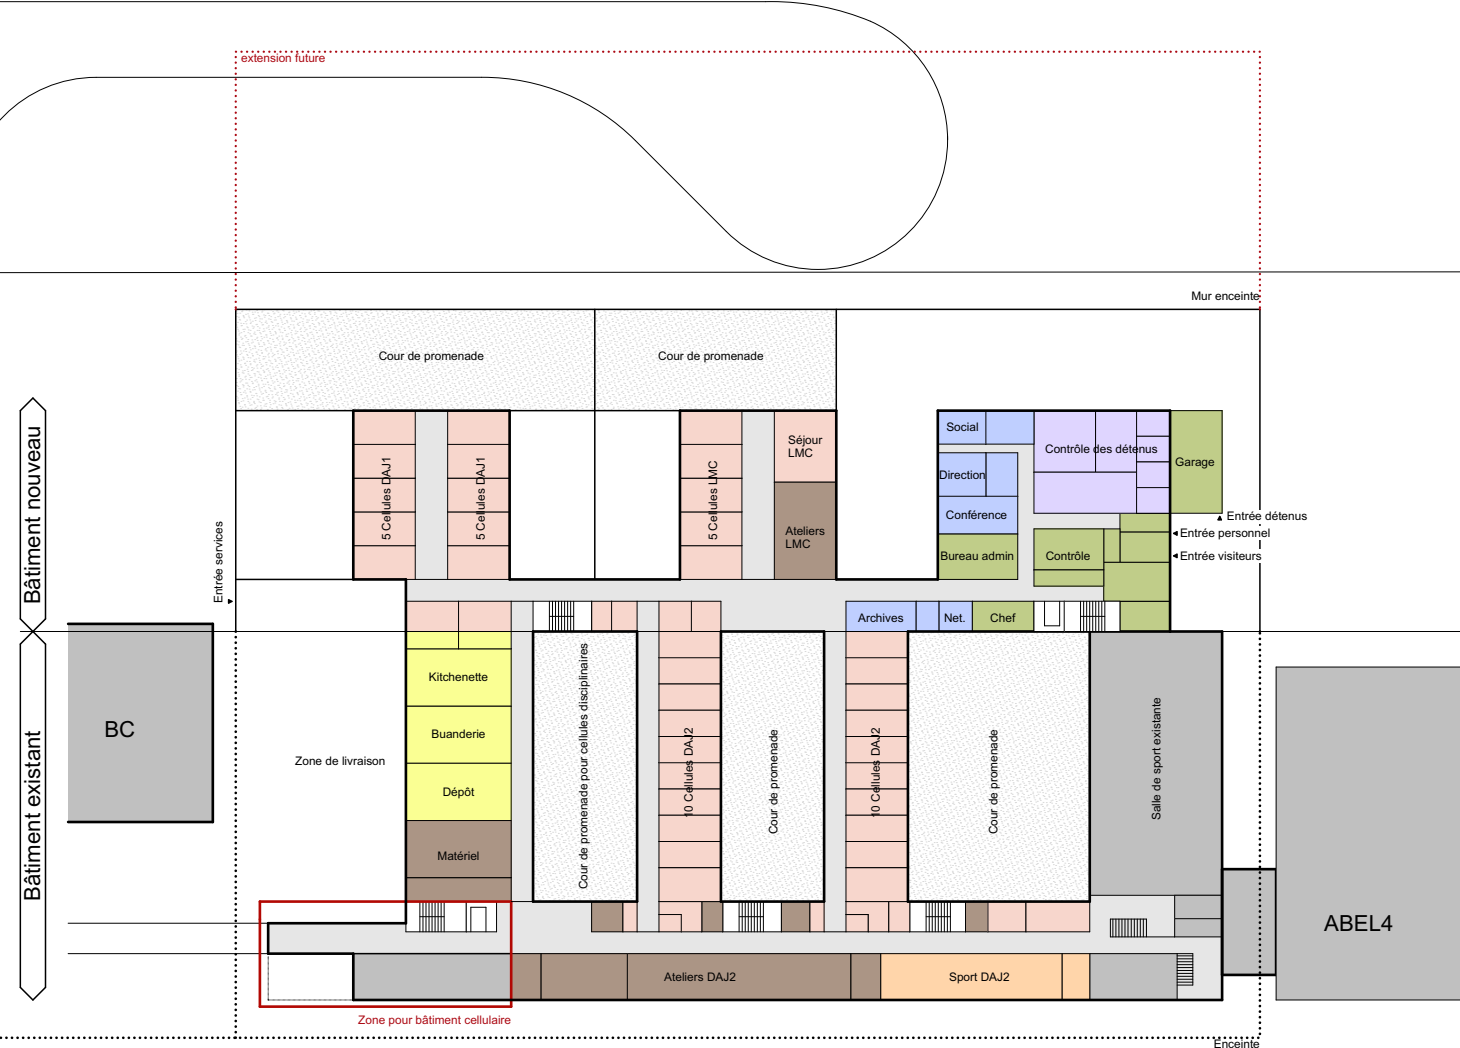 extension future
Mur enceinte
Cour de promenade
Cour de promenade
Bâtiment nouveau
5 Cellules DAJ1
5 Cellules DAJ1
5 Cellules LMC
Séjour
LMC
Ateliers
LMC
Social
Direction
Conférence
Bureau admin
Contrôle des détenus
Garage
Contrôle
Entrée détenus
Entrée personnel
Entrée visiteurs
Entrée services
Archives
Net.
Chef
Bâtiment existant
BC
Zone de livraison
Kitchenette
Buanderie
Dépôt
Matériel
Cour de promenade pour cellules disciplinaires
10 Cellules DAJ2
Cour de promenade
10 Cellules DAJ2
Cour de promenade
Salle de sport existante
ABEL4
Ateliers DAJ2
Sport DAJ2
Zone pour bâtiment cellulaire
Enceinte